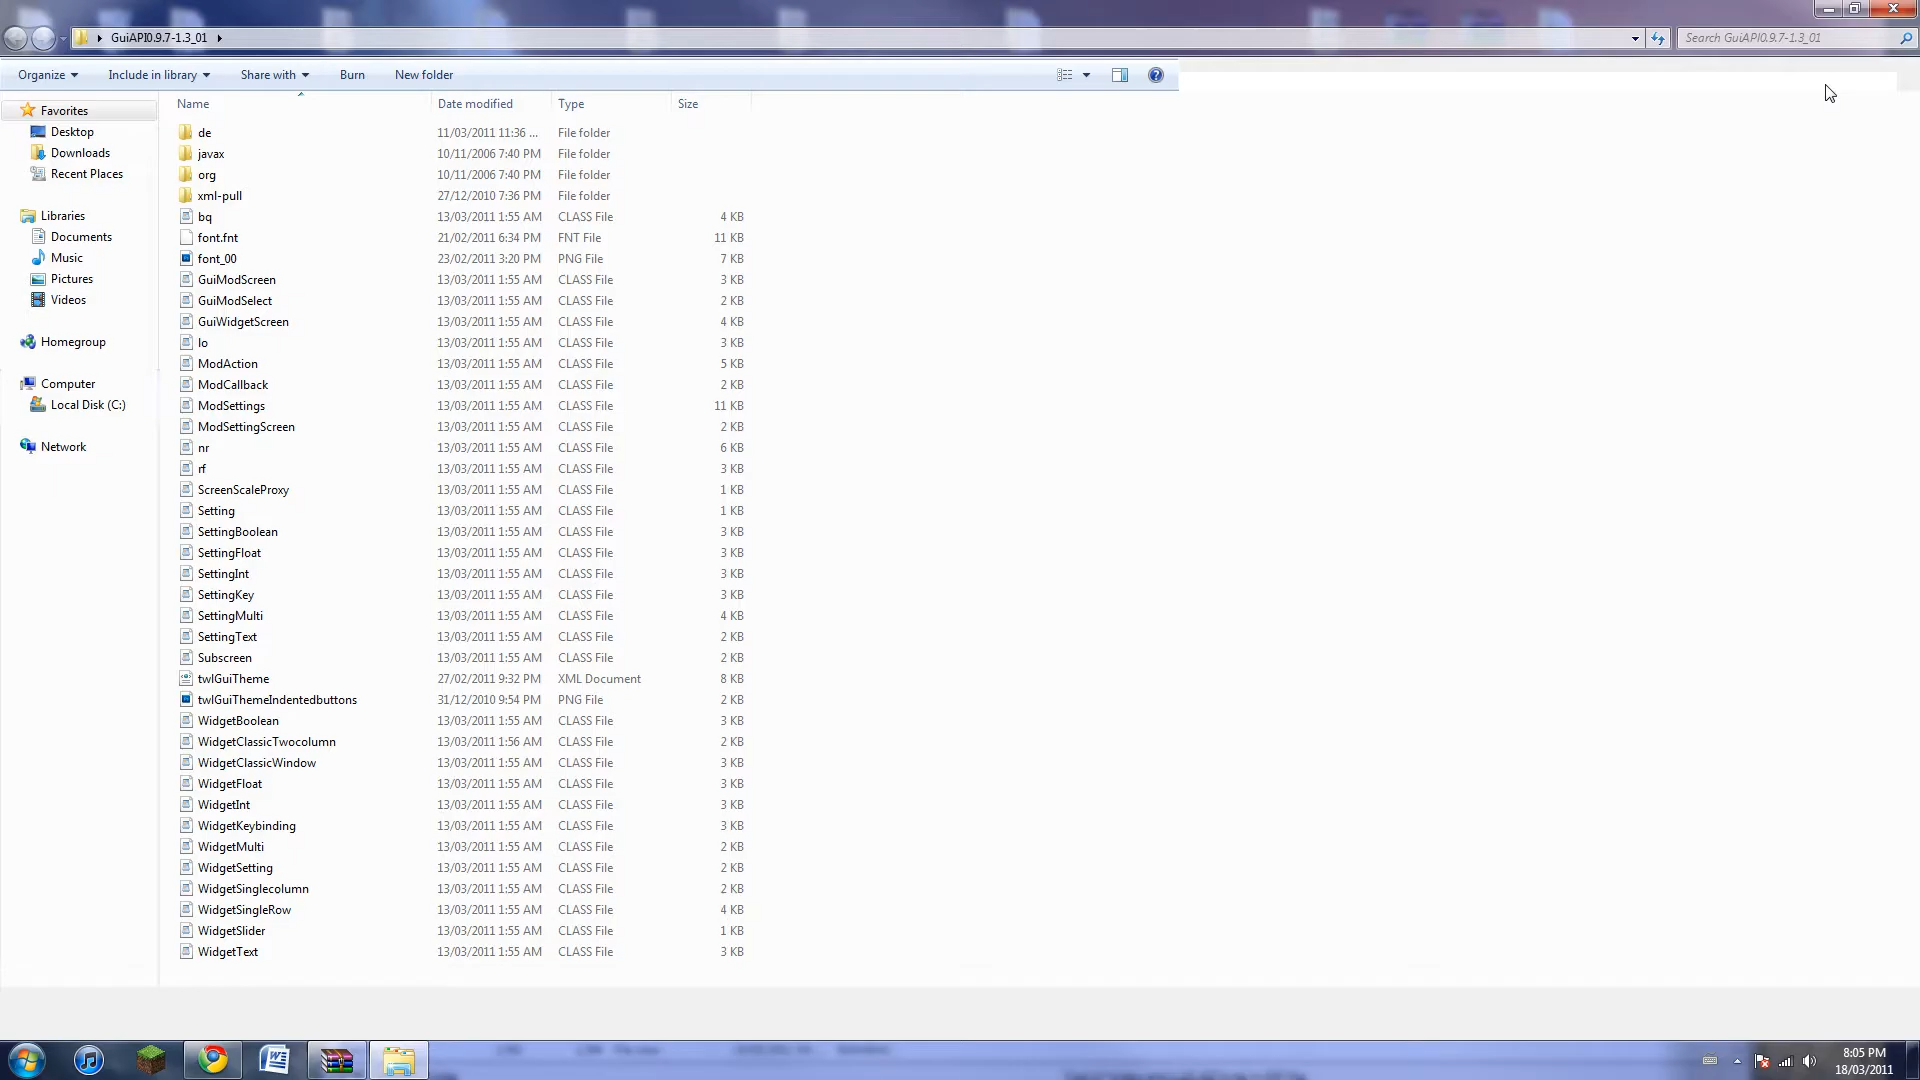 GuiAPI0.9.7-1.3_01
Search GuiAPI0.9.7-1.3_01
Organize Include in library Share with Burn New folder
Name Date modified Type Size
Favorites
Desktop
Downloads
Recent Places
Libraries
Documents
Music
Pictures
Videos
Homegroup
Computer
Local Disk (C:)
Network
de 11/03/2011 11:36 ... File folder
javax 10/11/2006 7:40 PM File folder
org 10/11/2006 7:40 PM File folder
xml-pull 27/12/2010 7:36 PM File folder
bq 13/03/2011 1:55 AM CLASS File 4 KB
font.fnt 21/02/2011 6:34 PM FNT File 11 KB
font_00 23/02/2011 3:20 PM PNG File 7 KB
GuiModScreen 13/03/2011 1:55 AM CLASS File 3 KB
GuiModSelect 13/03/2011 1:55 AM CLASS File 2 KB
GuiWidgetScreen 13/03/2011 1:55 AM CLASS File 4 KB
lo 13/03/2011 1:55 AM CLASS File 3 KB
ModAction 13/03/2011 1:55 AM CLASS File 5 KB
ModCallback 13/03/2011 1:55 AM CLASS File 2 KB
ModSettings 13/03/2011 1:55 AM CLASS File 11 KB
ModSettingScreen 13/03/2011 1:55 AM CLASS File 2 KB
nr 13/03/2011 1:55 AM CLASS File 6 KB
rf 13/03/2011 1:55 AM CLASS File 3 KB
ScreenScaleProxy 13/03/2011 1:55 AM CLASS File 1 KB
Setting 13/03/2011 1:55 AM CLASS File 1 KB
SettingBoolean 13/03/2011 1:55 AM CLASS File 3 KB
SettingFloat 13/03/2011 1:55 AM CLASS File 3 KB
SettingInt 13/03/2011 1:55 AM CLASS File 3 KB
SettingKey 13/03/2011 1:55 AM CLASS File 3 KB
SettingMulti 13/03/2011 1:55 AM CLASS File 4 KB
SettingText 13/03/2011 1:55 AM CLASS File 2 KB
Subscreen 13/03/2011 1:55 AM CLASS File 2 KB
twlGuiTheme 27/02/2011 9:32 PM XML Document 8 KB
twlGuiThemeIndentedbuttons 31/12/2010 9:54 PM PNG File 2 KB
WidgetBoolean 13/03/2011 1:55 AM CLASS File 3 KB
WidgetClassicTwocolumn 13/03/2011 1:56 AM CLASS File 2 KB
WidgetClassicWindow 13/03/2011 1:55 AM CLASS File 3 KB
WidgetFloat 13/03/2011 1:55 AM CLASS File 3 KB
WidgetInt 13/03/2011 1:55 AM CLASS File 3 KB
WidgetKeybinding 13/03/2011 1:55 AM CLASS File 3 KB
WidgetMulti 13/03/2011 1:55 AM CLASS File 2 KB
WidgetSetting 13/03/2011 1:55 AM CLASS File 2 KB
WidgetSinglecolumn 13/03/2011 1:55 AM CLASS File 2 KB
WidgetSingleRow 13/03/2011 1:55 AM CLASS File 4 KB
WidgetSlider 13/03/2011 1:55 AM CLASS File 1 KB
WidgetText 13/03/2011 1:55 AM CLASS File 3 KB
8:05 PM
18/03/2011